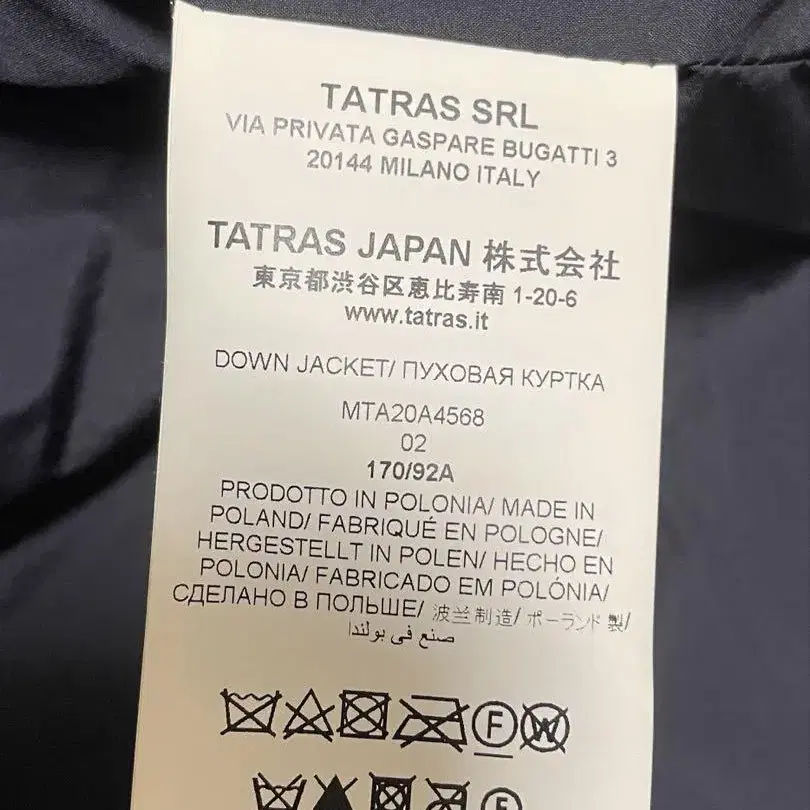 TATRAS SRL
VIA PRIVATA GASPARE BUGATTI 3
20144 MILANO ITALY
TATRAS JAPAN 株式会社
東京都渋谷区恵比寿南 1-20-6
www.tatras.it
DOWN JACKET/ ПУХОВАЯ КУРТКА
MTA20A4568
02
170/92A
PRODOTTO IN POLONIA/ MADE IN
POLAND/ FABRIQUÉ EN POLOGNE/
HERGESTELLT IN POLEN/ HECHO EN
POLONIA/ FABRICADO EM POLÓNIA/
СДЕЛАНО В ПОЛЬШЕ/ 波兰制造/ ポーランド 製/
صنع في بولندا
F W
F